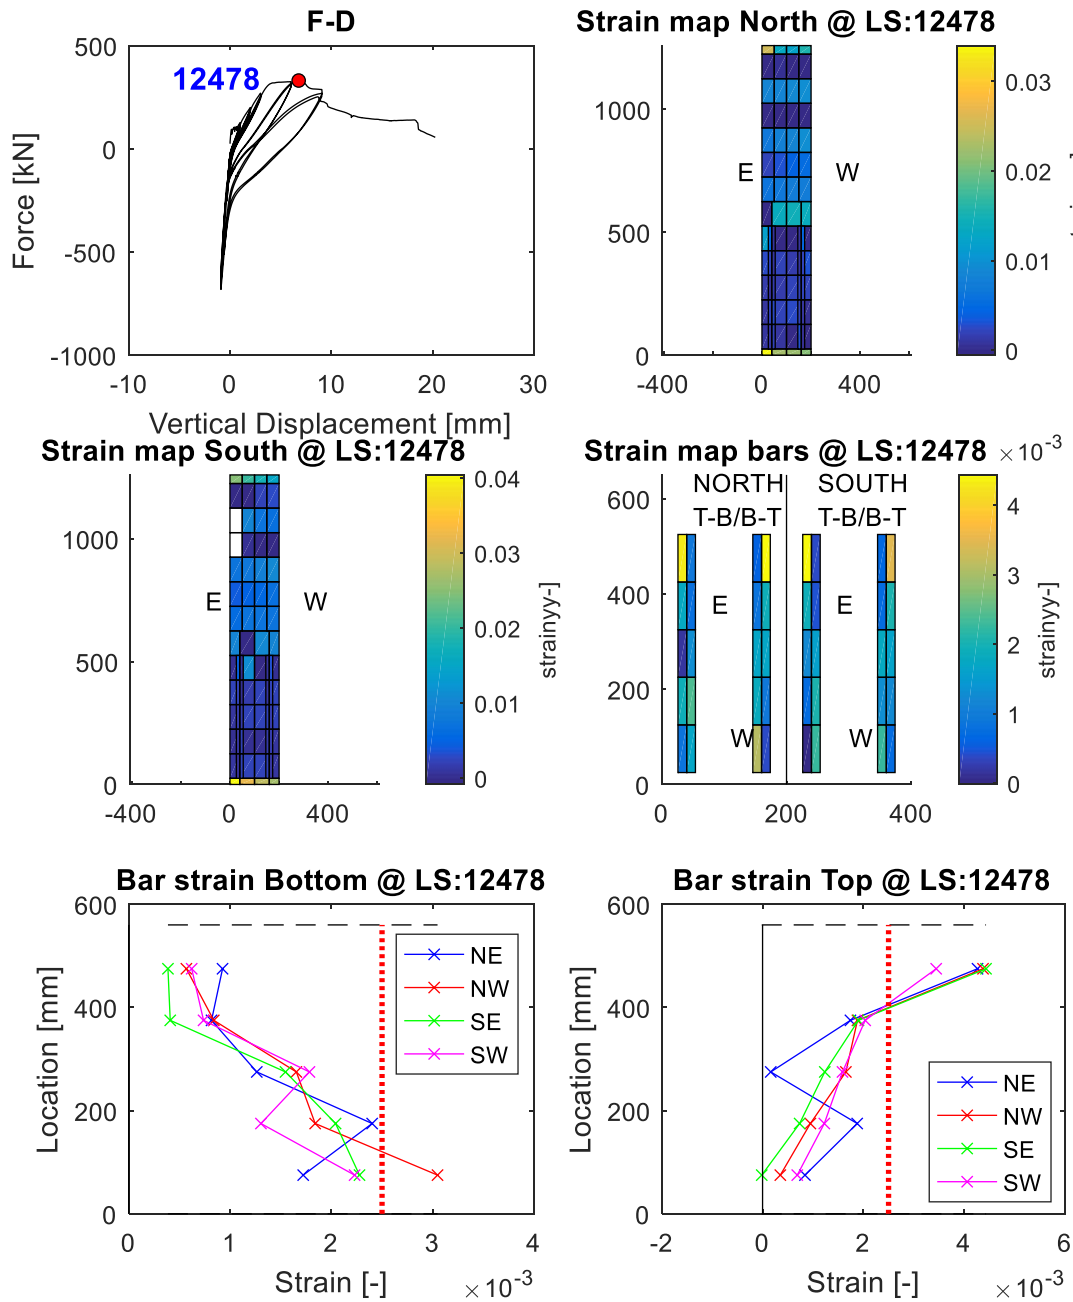 F-D
500
0
-500
-1000
-10
0
10
20
30
Force [kN]
Vertical Displacement [mm]
12478
Strain map North @ LS:12478
1000
500
0
-400
0
400
E
W
0.03
0.02
0.01
0
Strain map South @ LS:12478
1000
500
0
-400
0
400
E
W
0.04
0.03
0.02
0.01
0
strainyy-]
Strain map bars @ LS:12478
×10-3
NORTH
SOUTH
T-B/B-T
T-B/B-T
600
400
200
0
0
200
400
E
E
W
W
4
3
2
1
0
strainyy-]
Bar strain Bottom @ LS:12478
600
400
200
0
0
1
2
3
4
Location [mm]
Strain [-]
×10-3
NE
NW
SE
SW
Bar strain Top @ LS:12478
600
400
200
0
-2
0
2
4
6
Location [mm]
Strain [-]
×10-3
NE
NW
SE
SW